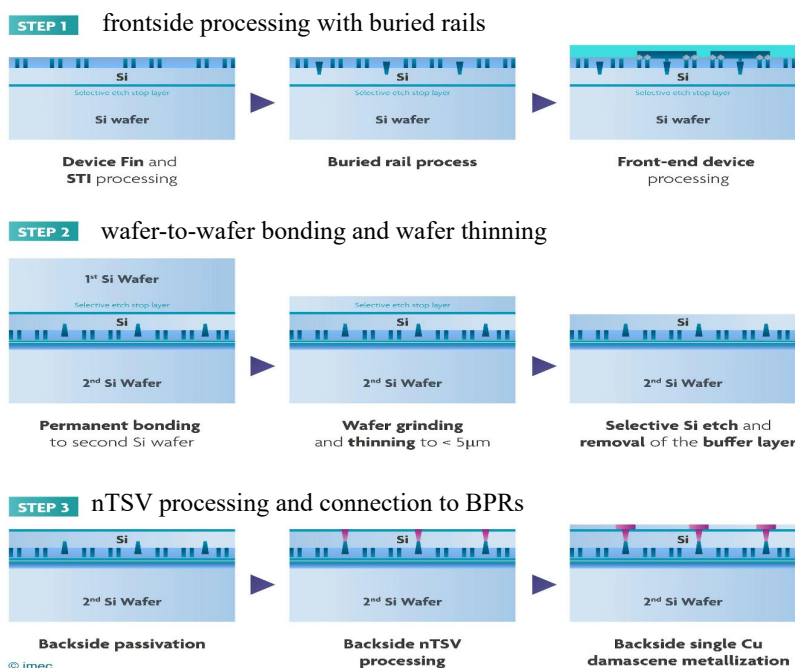 STEP 1 frontside processing with buried rails
Si Si Si
Selective etch stop layer Selective etch stop layer Selective etch stop layer
Si wafer Si wafer Si wafer
Device Fin and Buried rail process Front-end device
STI processing processing
STEP 2 wafer-to-wafer bonding and wafer thinning
1st Si Wafer
Selective etch stop layer Selective etch stop layer
Si Si Si
2nd Si Wafer 2nd Si Wafer 2nd Si Wafer
Permanent bonding Wafer grinding Selective Si etch and
to second Si wafer and thinning to < 5μm removal of the buffer layer
STEP 3 nTSV processing and connection to BPRs
Si Si Si
2nd Si Wafer 2nd Si Wafer 2nd Si Wafer
Backside passivation Backside nTSV Backside single Cu
processing damascene metallization
© imec